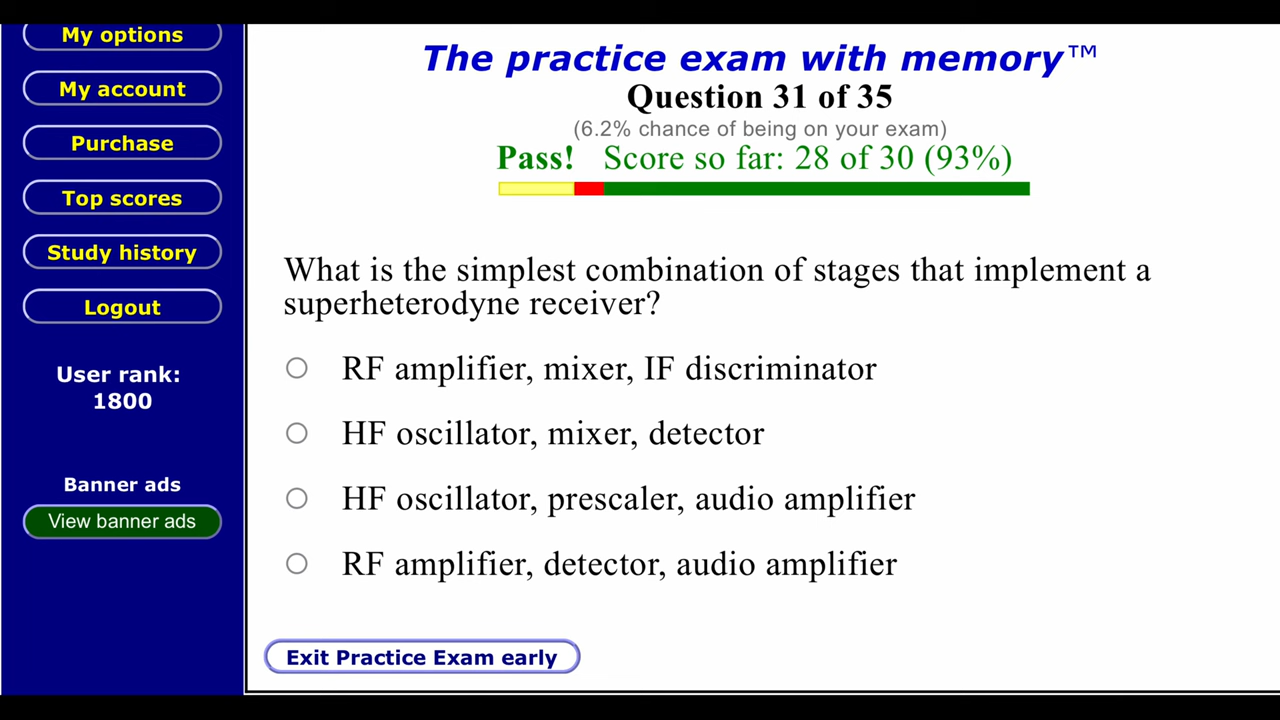 My options
My account
Purchase
Top scores
Study history
Logout
User rank:
1800
Banner ads
View banner ads
The practice exam with memory™
Question 31 of 35
(6.2% chance of being on your exam)
Pass! Score so far: 28 of 30 (93%)
What is the simplest combination of stages that implement a
superheterodyne receiver?
RF amplifier, mixer, IF discriminator
HF oscillator, mixer, detector
HF oscillator, prescaler, audio amplifier
RF amplifier, detector, audio amplifier
Exit Practice Exam early